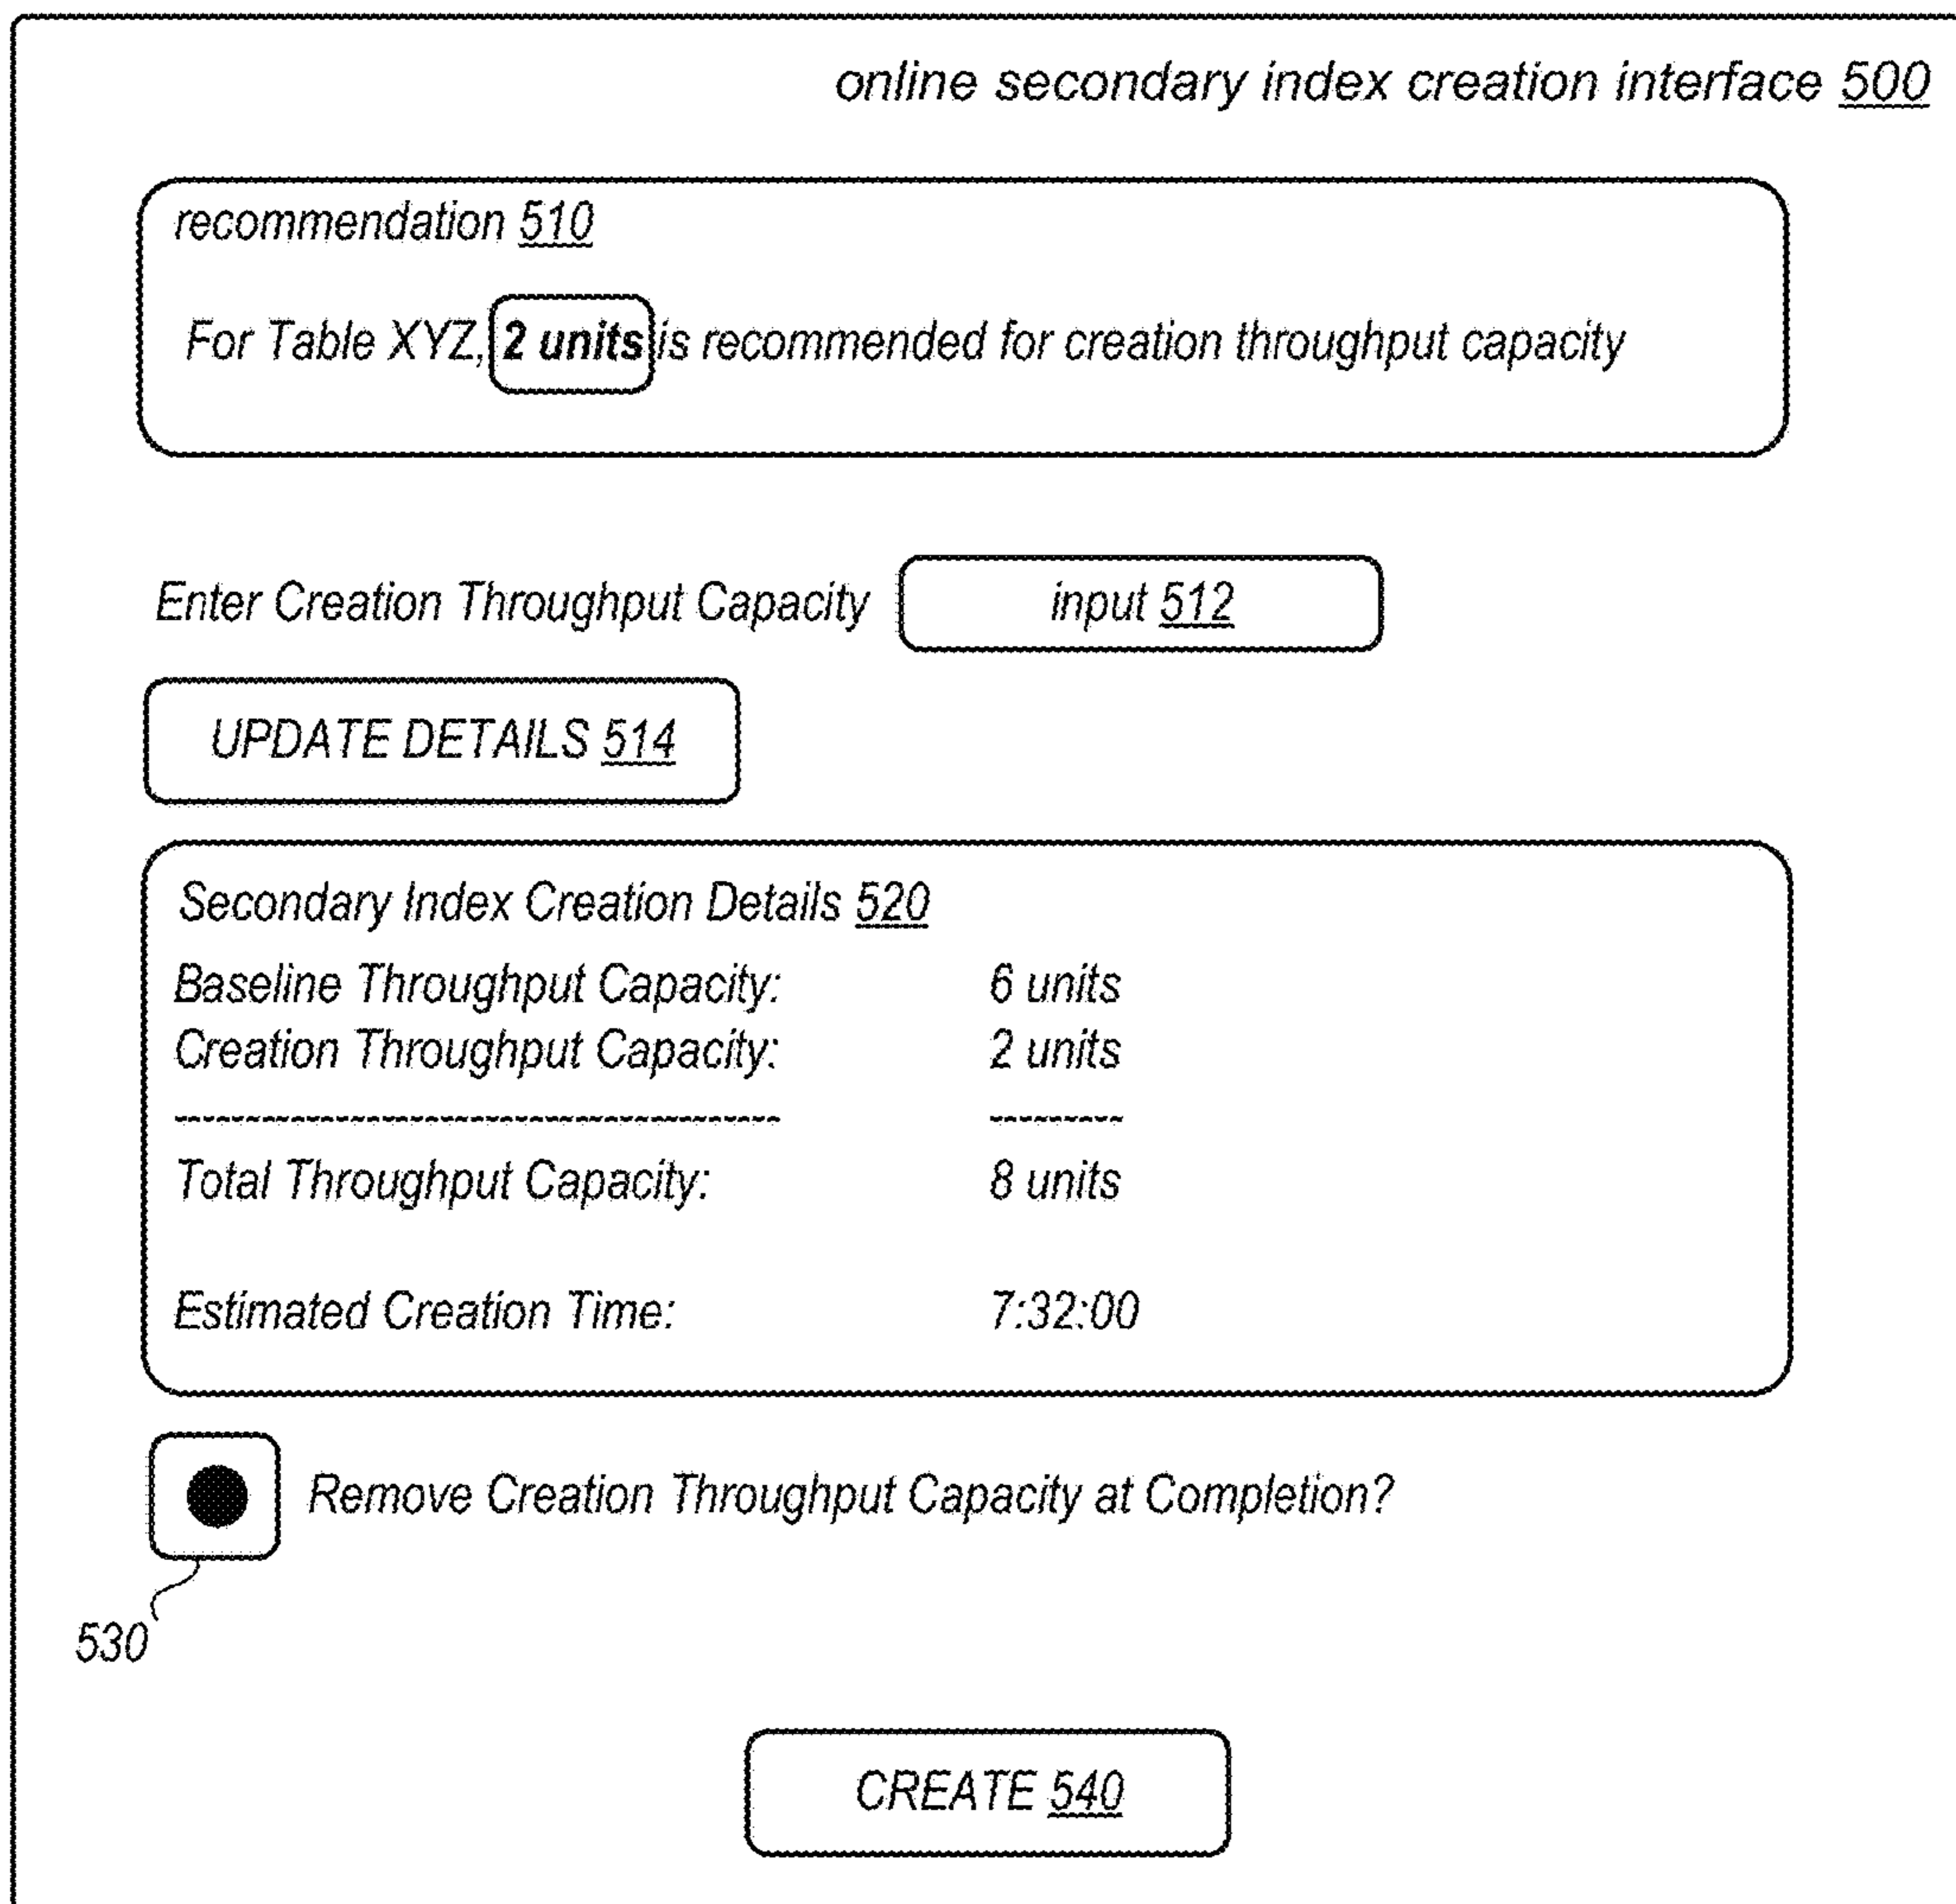 online secondary index creation interface 500
recommendation 510
For Table XYZ, 2 units is recommended for creation throughput capacity
Enter Creation Throughput Capacity input 512
UPDATE DETAILS 514
Secondary Index Creation Details 520
Baseline Throughput Capacity: 6 units
Creation Throughput Capacity: 2 units
Total Throughput Capacity: 8 units
Estimated Creation Time: 7:32:00
Remove Creation Throughput Capacity at Completion?
530
CREATE 540